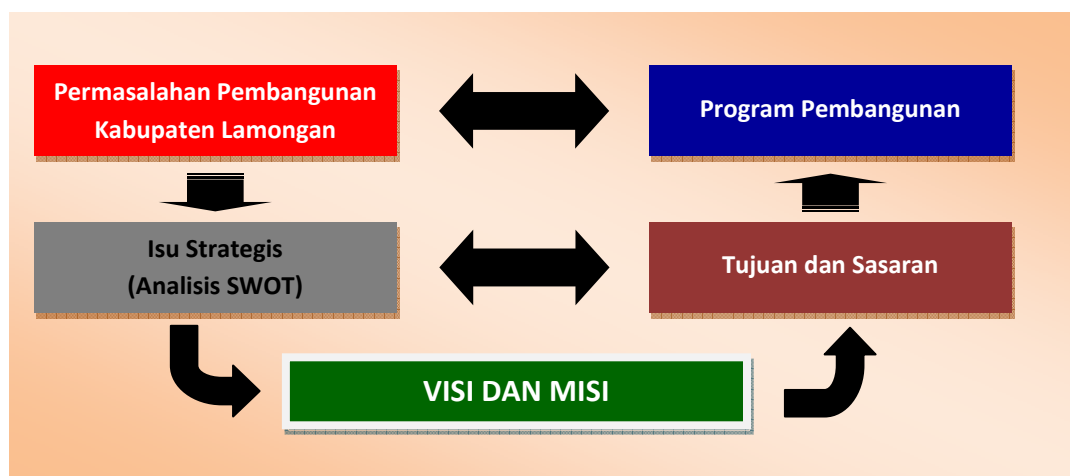 Permasalahan Pembangunan
Kabupaten Lamongan
Program Pembangunan
Isu Strategis
(Analisis SWOT)
Tujuan dan Sasaran
VISI DAN MISI